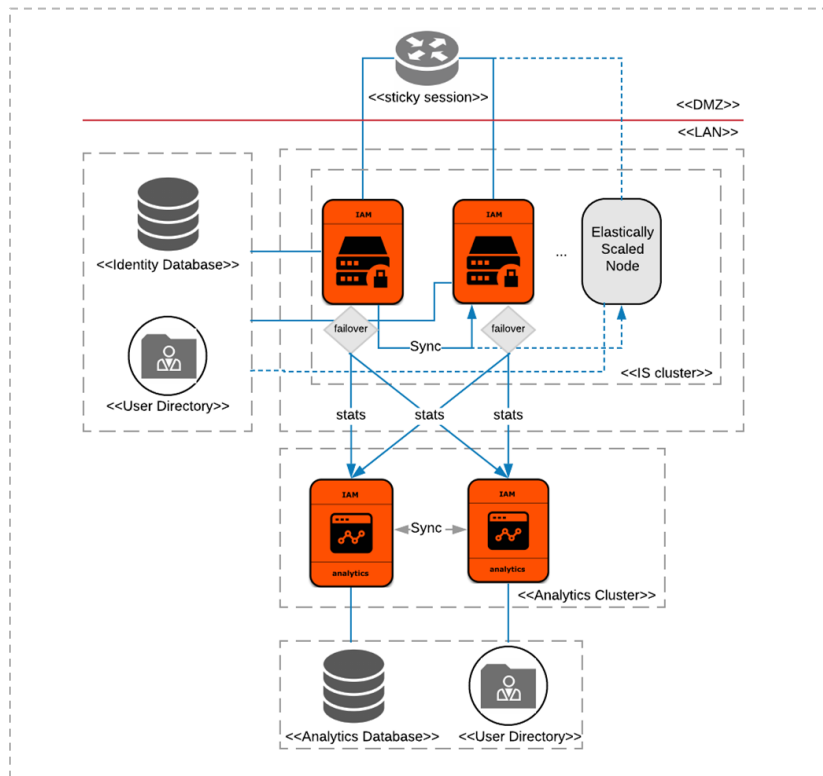 <<sticky session>>
<<DMZ>>
<<LAN>>
IAM
IAM
Elastically
Scaled
Node
...
<<Identity Database>>
failover
failover
Sync
<<IS cluster>>
<<User Directory>>
stats
stats
stats
IAM
IAM
Sync
analytics
analytics
<<Analytics Cluster>>
<<Analytics Database>>
<<User Directory>>